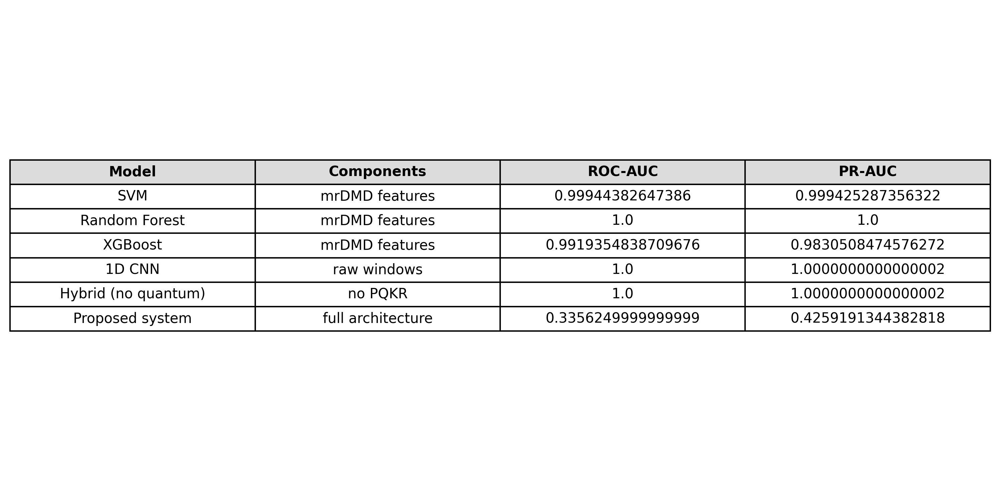 Model Components ROC-AUC PR-AUC
SVM mrDMD features 0.99944382647386 0.999425287356322
Random Forest mrDMD features 1.0 1.0
XGBoost mrDMD features 0.9919354838709676 0.9830508474576272
1D CNN raw windows 1.0 1.0000000000000002
Hybrid (no quantum) no PQKR 1.0 1.0000000000000002
Proposed system full architecture 0.3356249999999999 0.4259191344382818